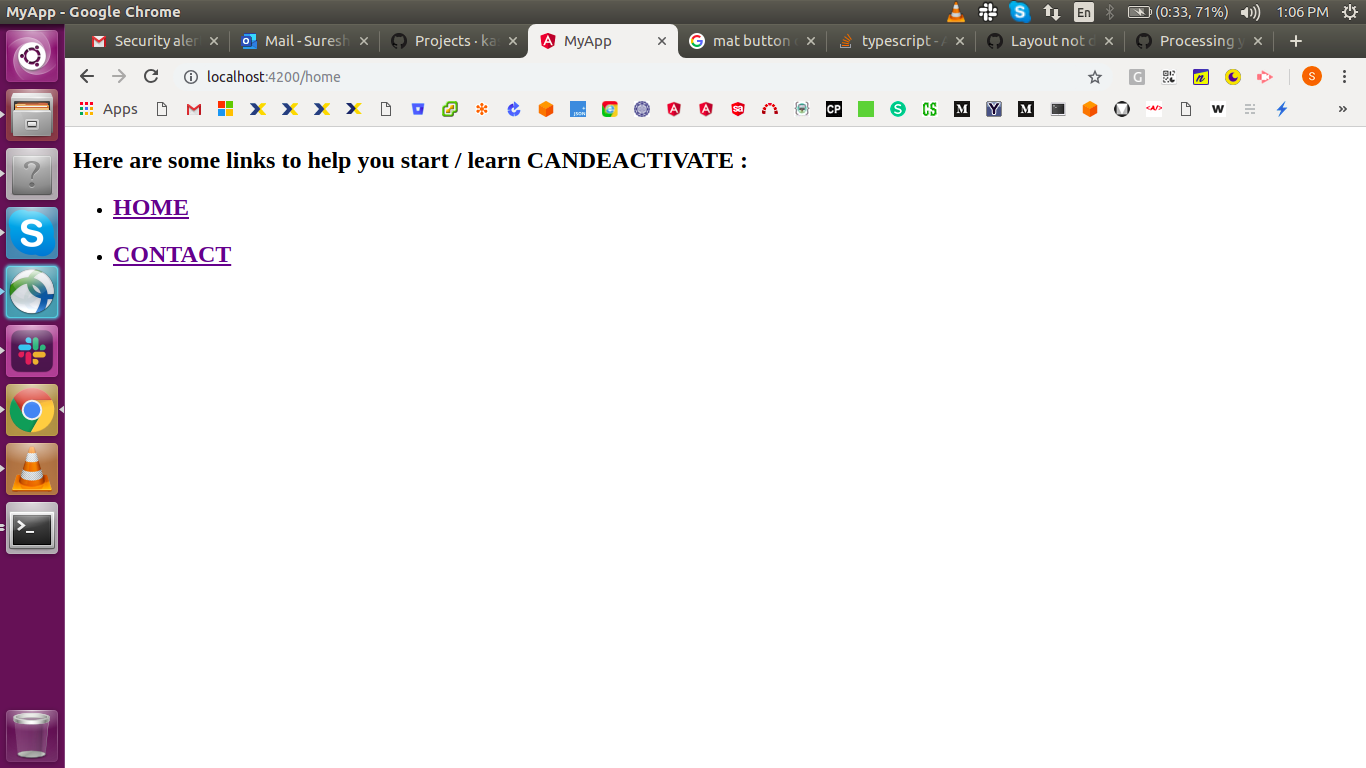 MyApp - Google Chrome
En
(0:33, 71%)
1:06 PM
Security aler
Mail - Suresh
Projects · ka
MyApp
mat button
typescript - A
Layout not d
Processing y
localhost:4200/home
S
Apps
CP
S
CS
M
Y
M
W
»
Here are some links to help you start / learn CANDEACTIVATE :
HOME
CONTACT